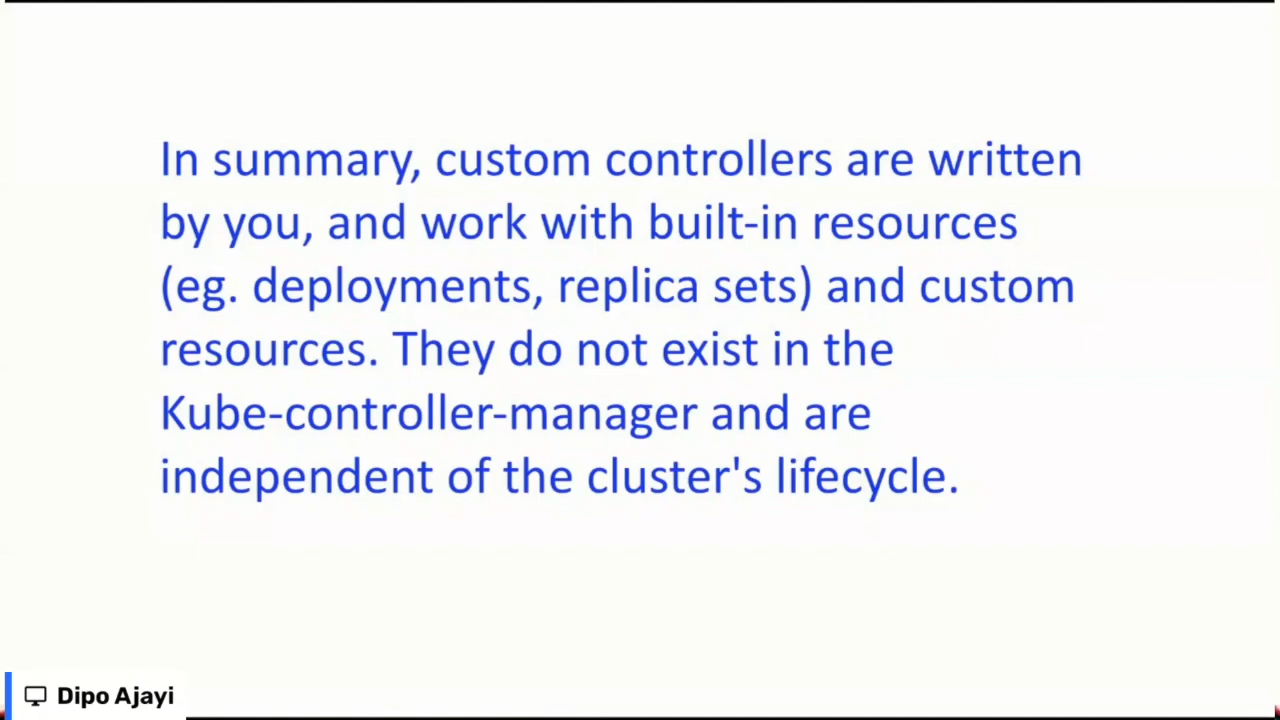 In summary, custom controllers are written
by you, and work with built-in resources
(eg. deployments, replica sets) and custom
resources. They do not exist in the
Kube-controller-manager and are
independent of the cluster's lifecycle.
Dipo Ajayi